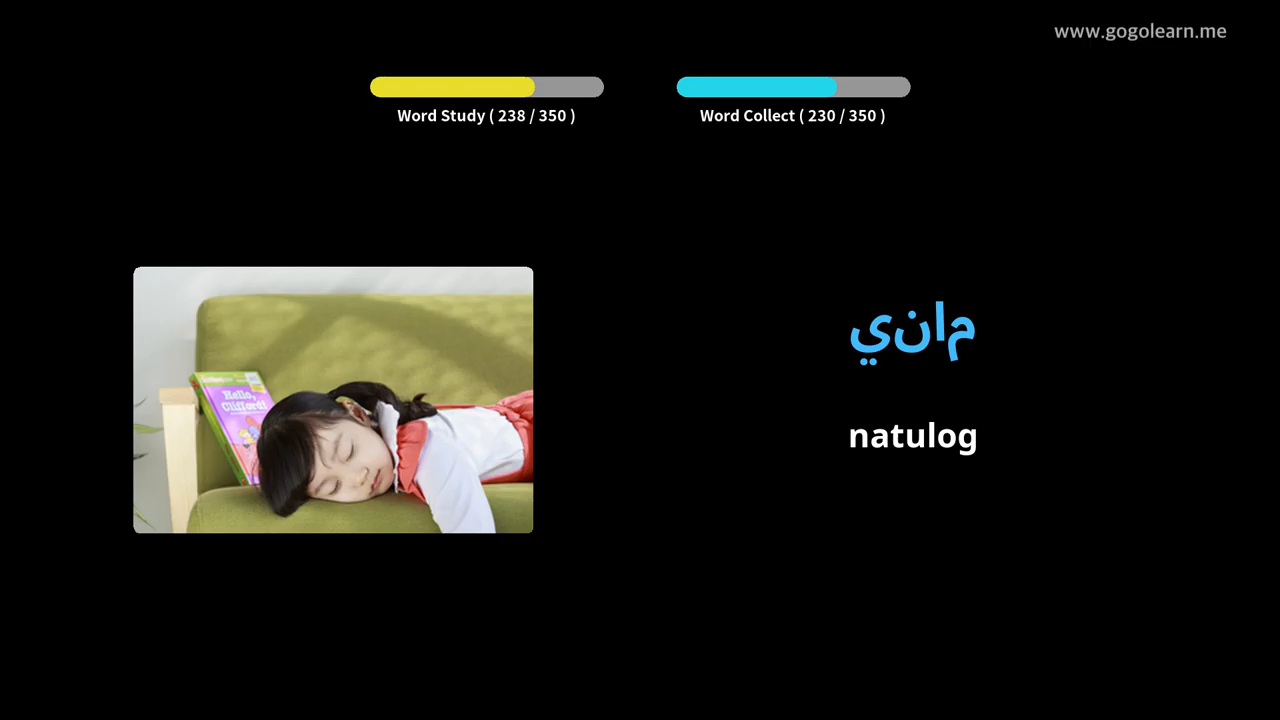 www.gogolearn.me
Word Study ( 238 / 350 )
Word Collect ( 230 / 350 )
Hello, Clifford!
ينام
natulog